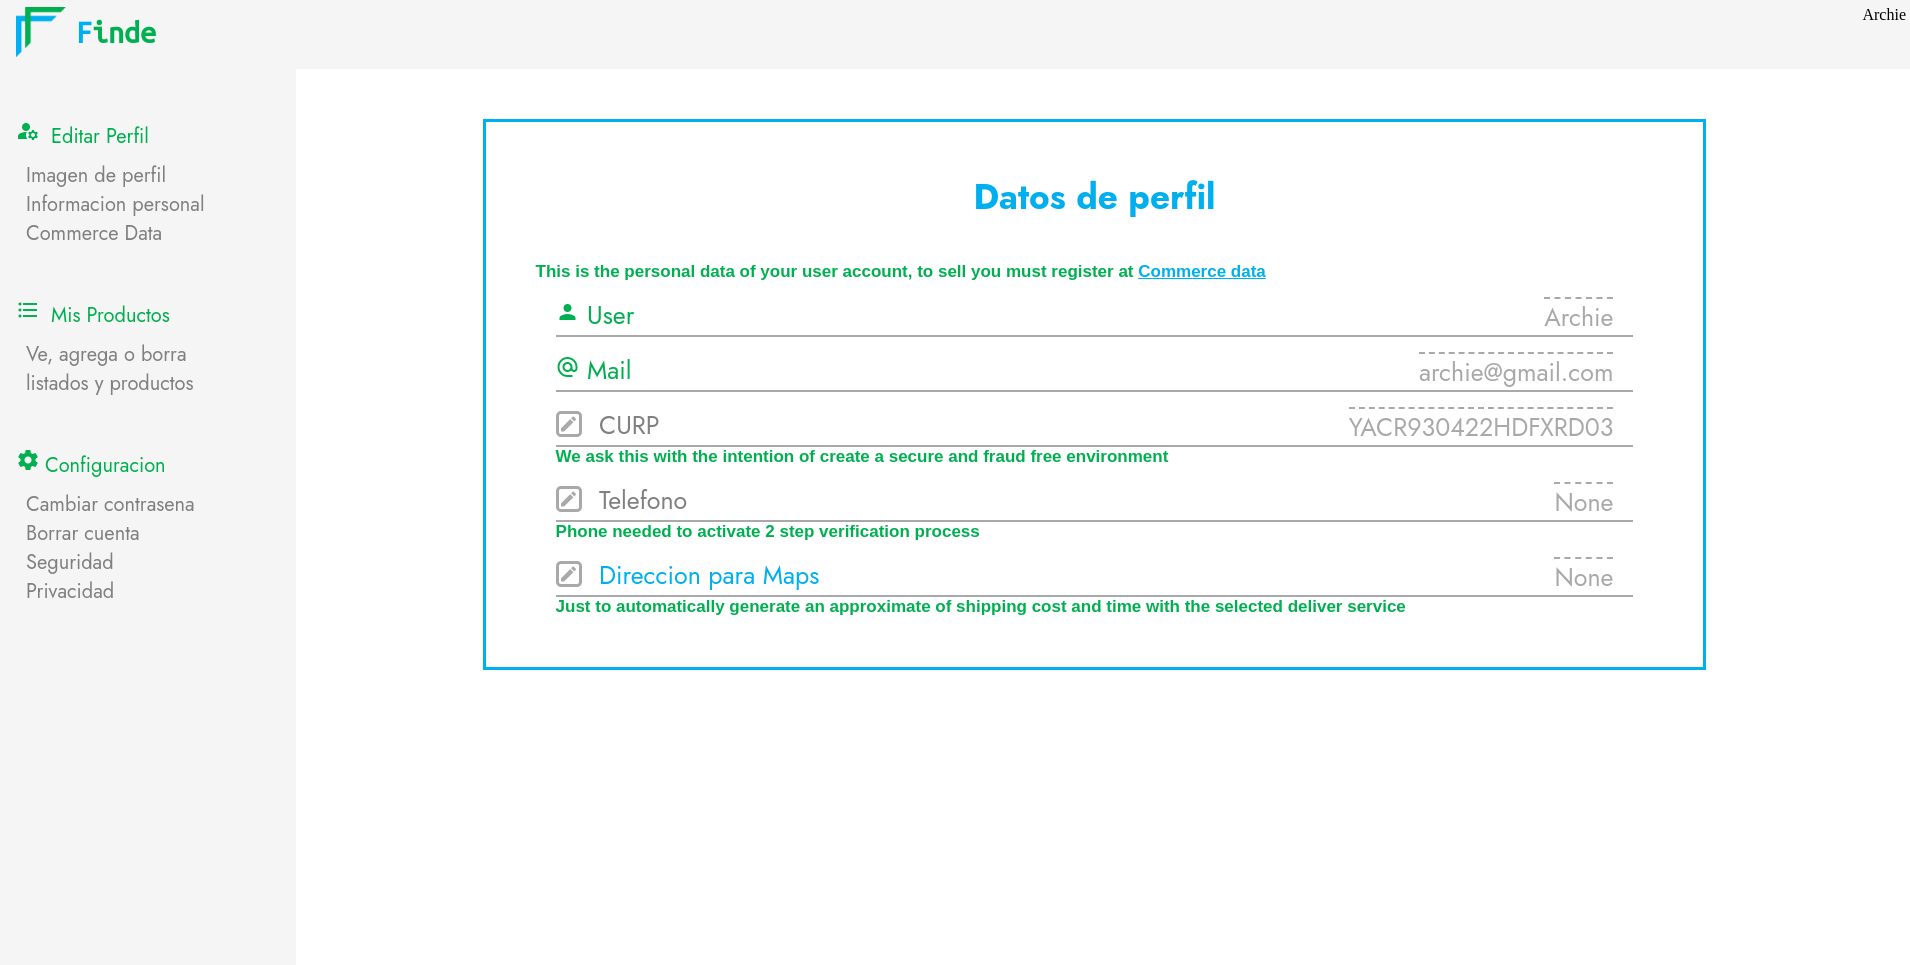 Finde
Archie
Editar Perfil
Imagen de perfil
Informacion personal
Commerce Data
Mis Productos
Ve, agrega o borra
listados y productos
Configuracion
Cambiar contrasena
Borrar cuenta
Seguridad
Privacidad
Datos de perfil
This is the personal data of your user account, to sell you must register at Commerce data
User Archie
Mail archie@gmail.com
CURP YACR930422HDFXRD03
We ask this with the intention of create a secure and fraud free environment
Telefono None
Phone needed to activate 2 step verification process
Direccion para Maps None
Just to automatically generate an approximate of shipping cost and time with the selected deliver service